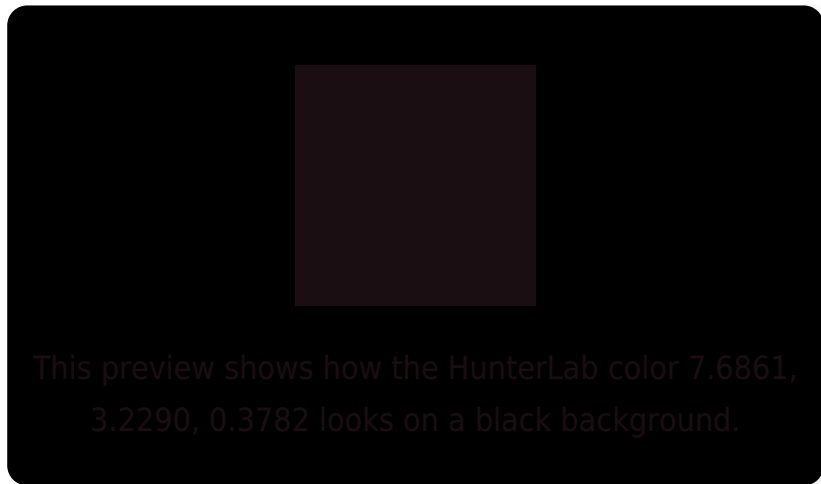 This preview shows how the HunterLab color 7.6861,
3.2290, 0.3782 looks on a black background.